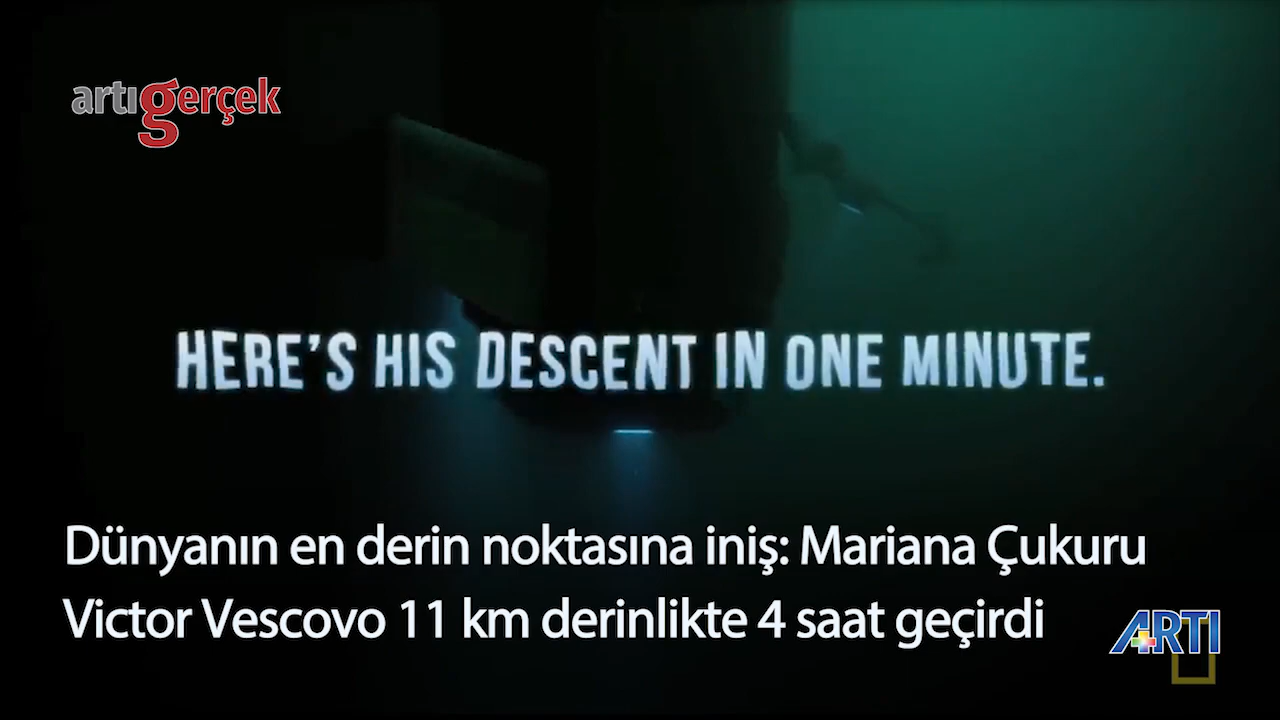 artıgerçek
HERE'S HIS DESCENT IN ONE MINUTE.
Dünyanın en derin noktasına iniş: Mariana Çukuru
Victor Vescovo 11 km derinlikte 4 saat geçirdi
ARTI